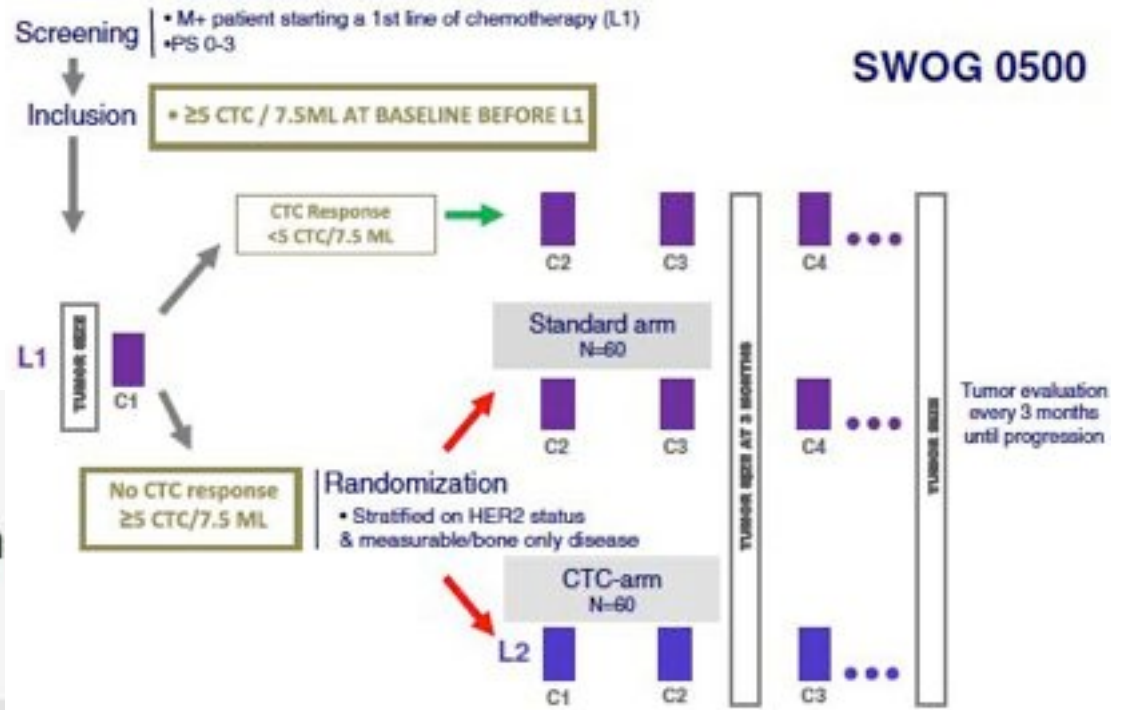 Screening
• M+ patient starting a 1st line of chemotherapy (L1)
•PS 0-3
SWOG 0500
Inclusion
• ≥5 CTC / 7.5ML AT BASELINE BEFORE L1
CTC Response
<5 CTC/7.5 ML
C2
C3
C4
L1
TUMOR SIZE
C1
Standard arm
N=60
C2
C3
C4
TUMOR SIZE AT 3 MONTHS
TUMOR SIZE
Tumor evaluation
every 3 months
until progression
No CTC response
≥5 CTC/7.5 ML
Randomization
• Stratified on HER2 status
& measurable/bone only disease
CTC-arm
N=60
L2
C1
C2
C3